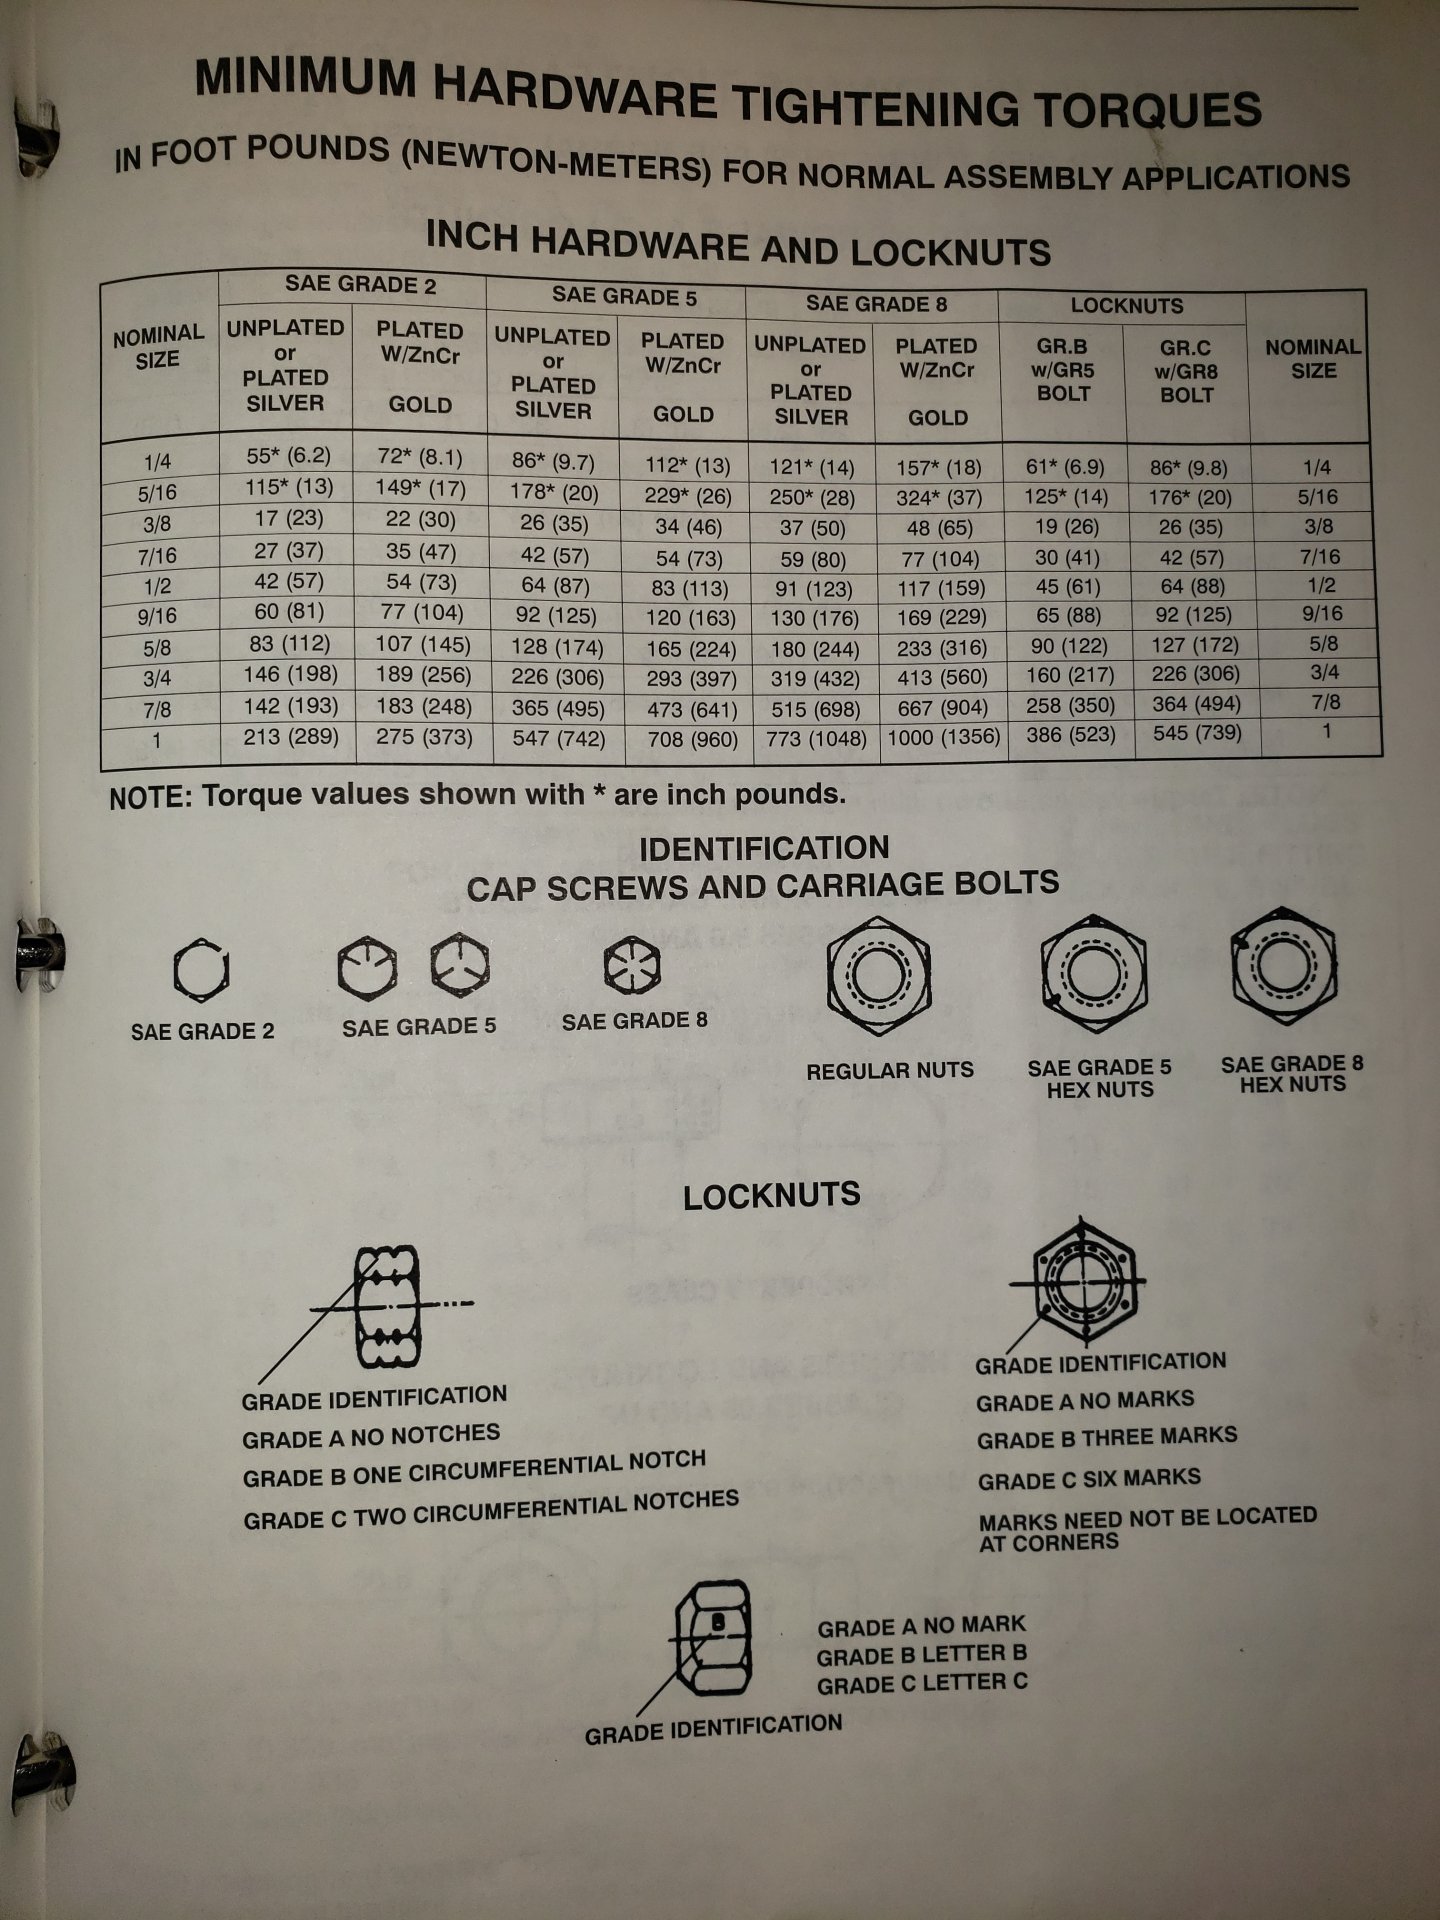 MINIMUM HARDWARE TIGHTENING TORQUES
IN FOOT POUNDS (NEWTON-METERS) FOR NORMAL ASSEMBLY APPLICATIONS
INCH HARDWARE AND LOCKNUTS
NOMINAL SIZE | SAE GRADE 2 | SAE GRADE 5 | SAE GRADE 8 | LOCKNUTS | NOMINAL SIZE
UNPLATED or PLATED SILVER | PLATED W/ZnCr GOLD | UNPLATED or PLATED SILVER | PLATED W/ZnCr GOLD | UNPLATED or PLATED SILVER | PLATED W/ZnCr GOLD | GR.B w/GR5 BOLT | GR.C w/GR8 BOLT
1/4 | 55* (6.2) | 72* (8.1) | 86* (9.7) | 112* (13) | 121* (14) | 157* (18) | 61* (6.9) | 86* (9.8) | 1/4
5/16 | 115* (13) | 149* (17) | 178* (20) | 229* (26) | 250* (28) | 324* (37) | 125* (14) | 176* (20) | 5/16
3/8 | 17 (23) | 22 (30) | 26 (35) | 34 (46) | 37 (50) | 48 (65) | 19 (26) | 26 (35) | 3/8
7/16 | 27 (37) | 35 (47) | 42 (57) | 54 (73) | 59 (80) | 77 (104) | 30 (41) | 42 (57) | 7/16
1/2 | 42 (57) | 54 (73) | 64 (87) | 83 (113) | 91 (123) | 117 (159) | 45 (61) | 64 (88) | 1/2
9/16 | 60 (81) | 77 (104) | 92 (125) | 120 (163) | 130 (176) | 169 (229) | 65 (88) | 92 (125) | 9/16
5/8 | 83 (112) | 107 (145) | 128 (174) | 165 (224) | 180 (244) | 233 (316) | 90 (122) | 127 (172) | 5/8
3/4 | 146 (198) | 189 (256) | 226 (306) | 293 (397) | 319 (432) | 413 (560) | 160 (217) | 226 (306) | 3/4
7/8 | 142 (193) | 183 (248) | 365 (495) | 473 (641) | 515 (698) | 667 (904) | 258 (350) | 364 (494) | 7/8
1 | 213 (289) | 275 (373) | 547 (742) | 708 (960) | 773 (1048) | 1000 (1356) | 386 (523) | 545 (739) | 1
NOTE: Torque values shown with * are inch pounds.
IDENTIFICATION
CAP SCREWS AND CARRIAGE BOLTS
SAE GRADE 2
SAE GRADE 5
SAE GRADE 8
REGULAR NUTS
SAE GRADE 5
HEX NUTS
SAE GRADE 8
HEX NUTS
LOCKNUTS
GRADE IDENTIFICATION
GRADE A NO NOTCHES
GRADE B ONE CIRCUMFERENTIAL NOTCH
GRADE C TWO CIRCUMFERENTIAL NOTCHES
GRADE IDENTIFICATION
GRADE A NO MARKS
GRADE B THREE MARKS
GRADE C SIX MARKS
MARKS NEED NOT BE LOCATED
AT CORNERS
B
GRADE A NO MARK
GRADE B LETTER B
GRADE C LETTER C
GRADE IDENTIFICATION